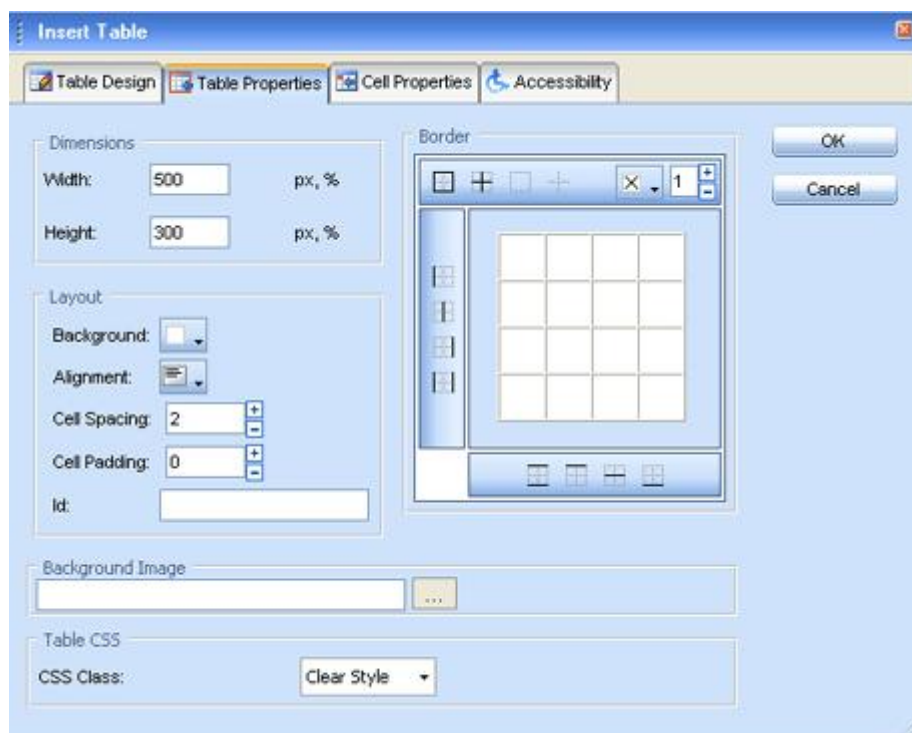 Insert Table
Table Design Table Properties Cell Properties Accessibility
Dimensions
Width: 500 px, %
Height: 300 px, %
Layout
Background:
Alignment:
Cell Spacing: 2
Cell Padding: 0
Id:
Border
1
OK
Cancel
Background Image
...
Table CSS
CSS Class: Clear Style